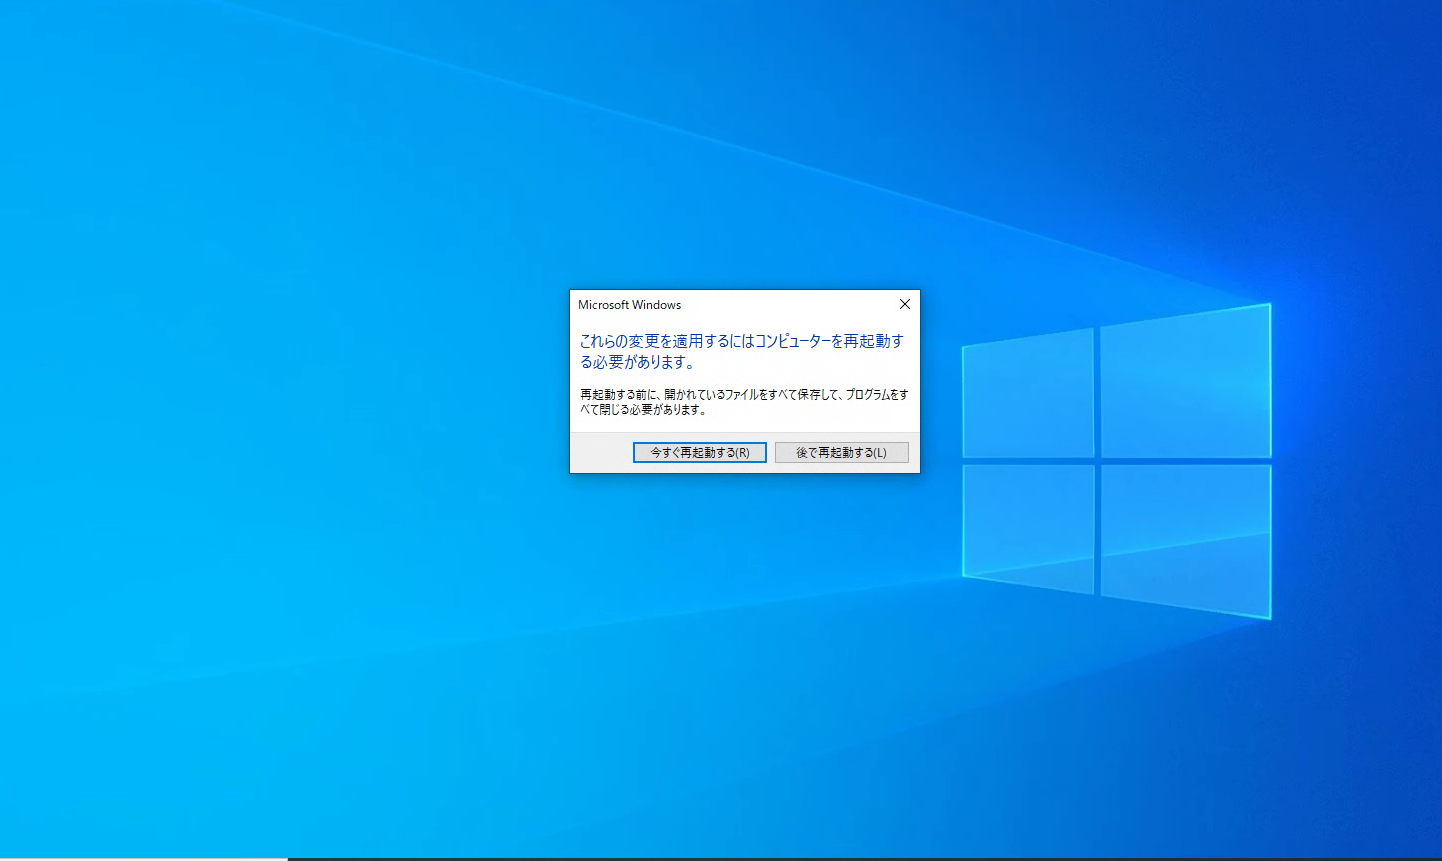 Microsoft Windows
これらの変更を適用するにはコンピューターを再起動す
る必要があります。
再起動する前に、開かれているファイルをすべて保存して、プログラムをす
べて閉じる必要があります。
今すぐ再起動する(R)
後で再起動する(L)